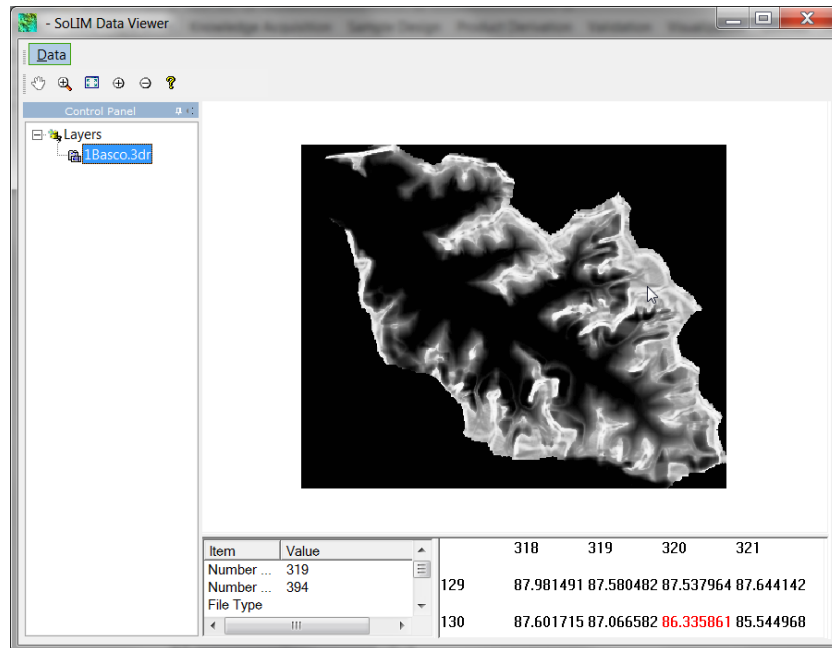 - SoLIM Data Viewer
Data
Control Panel
Layers
1Basco.3dr
Item Value
Number ... 319
Number ... 394
File Type
318 319 320 321
129 87.981491 87.580482 87.537964 87.644142
130 87.601715 87.066582 86.335861 85.544968